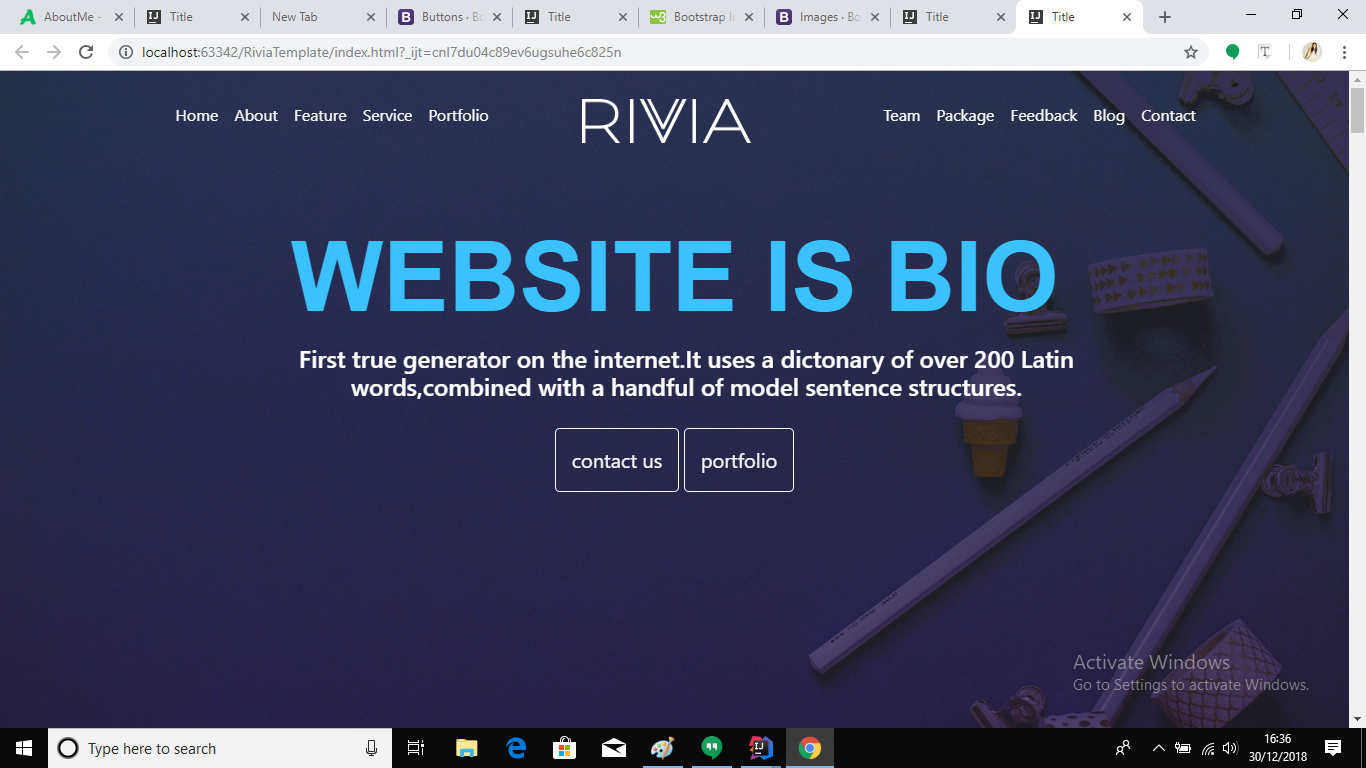 AboutMe -
Title
New Tab
Buttons · Bo
Title
Bootstrap I
Images · Bo
Title
Title
localhost:63342/RiviaTemplate/index.html?_ijt=cnl7du04c89ev6ugsuhe6c825n
Home About Feature Service Portfolio
RIVIA
Team Package Feedback Blog Contact
WEBSITE IS BIO
First true generator on the internet.It uses a dictonary of over 200 Latin
words,combined with a handful of model sentence structures.
contact us
portfolio
Activate Windows
Go to Settings to activate Windows.
Type here to search
16:36
30/12/2018